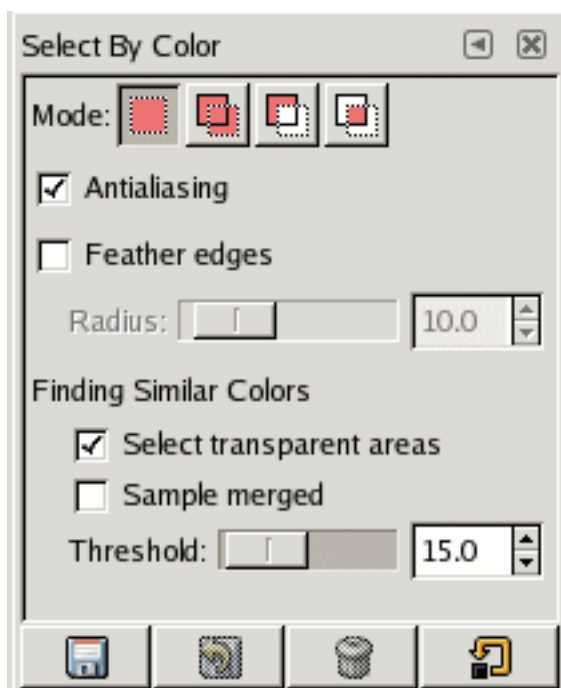 Select By Color
Mode:
Antialiasing
Feather edges
Radius: 10.0
Finding Similar Colors
Select transparent areas
Sample merged
Threshold: 15.0